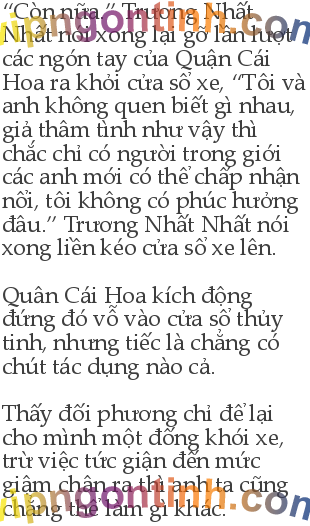 “Còn nữa.” Trương Nhất
Nhất nói xong lại gỡ lần lượt
các ngón tay của Quận Cái
Hoa ra khỏi cửa sổ xe, “Tôi và
anh không quen biết gì nhau,
giả thâm tình như vậy thì
chắc chỉ có người trong giới
các anh mới có thể chấp nhận
nổi, tôi không có phúc hưởng
đâu.” Trương Nhất Nhất nói
xong liền kéo cửa sổ xe lên.
Quân Cái Hoa kích động
đứng đó vỗ vào cửa sổ thủy
tinh, nhưng tiếc là chẳng có
chút tác dụng nào cả.
Thấy đối phương chỉ để lại
cho mình một đống khói xe,
trừ việc tức giận đến mức
giậm chân ra thì anh ta cũng
chẳng thể làm gì khác.
vipngontinh.com
vipngontinh.com